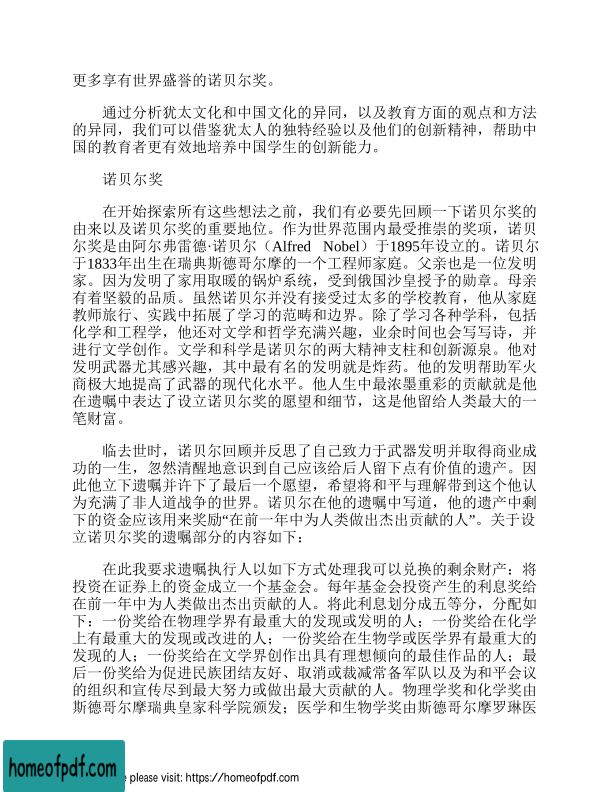 更多享有世界盛誉的诺贝尔奖。
通过分析犹太文化和中国文化的异同，以及教育方面的观点和方法
的异同，我们可以借鉴犹太人的独特经验以及他们的创新精神，帮助中
国的教育者更有效地培养中国学生的创新能力。
诺贝尔奖
在开始探索所有这些想法之前，我们有必要先回顾一下诺贝尔奖的
由来以及诺贝尔奖的重要地位。作为世界范围内最受推崇的奖项，诺贝
尔奖是由阿尔弗雷德·诺贝尔（Alfred Nobel）于1895年设立的。诺贝尔
于1833年出生在瑞典斯德哥尔摩的一个工程师家庭。父亲也是一位发明
家。因为发明了家用取暖的锅炉系统，受到俄国沙皇授予的勋章。母亲
有着坚毅的品质。虽然诺贝尔并没有接受过太多的学校教育，他从家庭
教师旅行、实践中拓展了学习的范畴和边界。除了学习各种学科，包括
化学和工程学，他还对文学和哲学充满兴趣，业余时间也会写写诗，并
进行文学创作。文学和科学是诺贝尔的两大精神支柱和创新源泉。他对
发明武器尤其感兴趣，其中最有名的发明就是炸药。他的发明帮助军火
商极大地提高了武器的现代化水平。他人生中最浓墨重彩的贡献就是他
在遗嘱中表达了设立诺贝尔奖的愿望和细节，这是他留给人类最大的一
笔财富。
临去世时，诺贝尔回顾并反思了自己致力于武器发明并取得商业成
功的一生，忽然清醒地意识到自己应该给后人留下点有价值的遗产。因
此他立下遗嘱并许下了最后一个愿望，希望将和平与理解带到这个他认
为充满了非人道战争的世界。诺贝尔在他的遗嘱中写道，他的遗产中剩
下的资金应该用来奖励“在前一年中为人类做出杰出贡献的人”。关于设
立诺贝尔奖的遗嘱部分的内容如下：
在此我要求遗嘱执行人以如下方式处理我可以兑换的剩余财产：将
投资在证券上的资金成立一个基金会。每年基金会投资产生的利息奖给
在前一年中为人类做出杰出贡献的人。将此利息划分成五等分，分配如
下：一份奖给在物理学界有最重大的发现或发明的人；一份奖给在化学
上有最重大的发现或改进的人；一份奖给在生物学或医学界有最重大的
发现的人；一份奖给在文学界创作出具有理想倾向的最佳作品的人；最
后一份奖给为促进民族团结友好、取消或裁减常备军队以及为和平会议
的组织和宣传尽到最大努力或做出最大贡献的人。物理学奖和化学奖由
斯德哥尔摩瑞典皇家科学院颁发；医学和生物学奖由斯德哥尔摩罗琳医
homeofpdf.com
please visit: https://homeofpdf.com